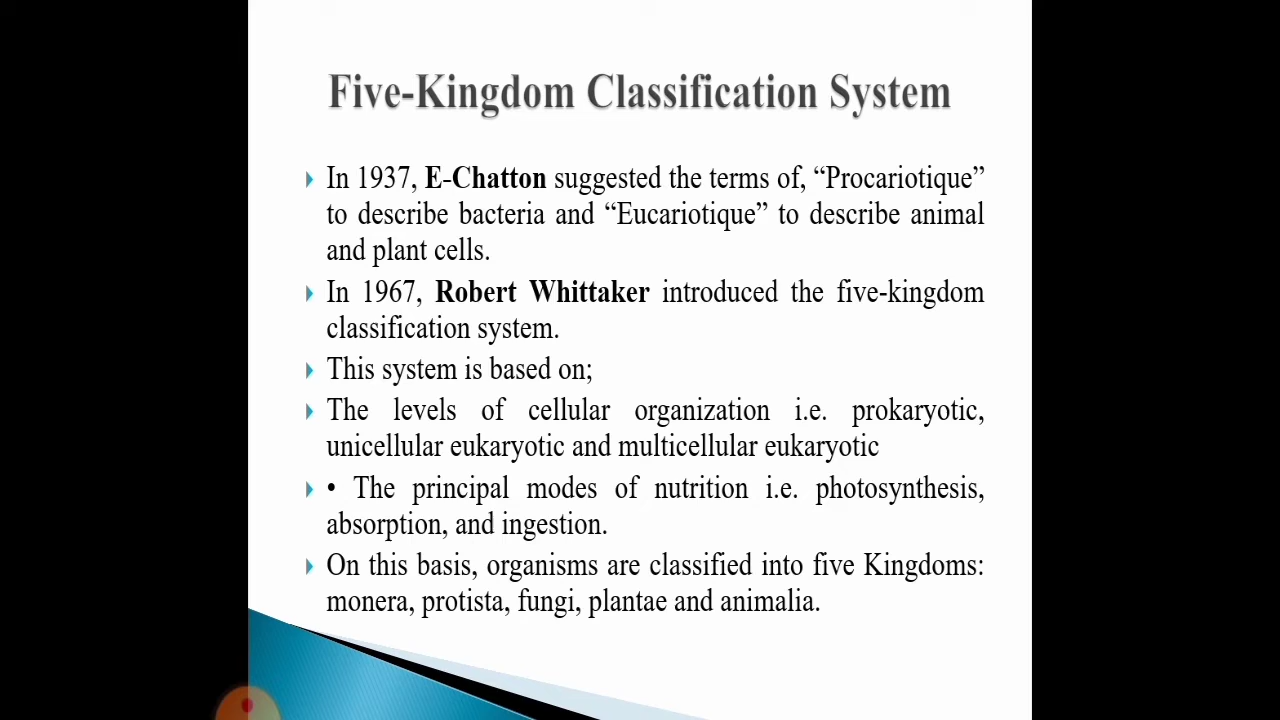 Five-Kingdom Classification System
In 1937, E-Chatton suggested the terms of, “Procariotique”
to describe bacteria and “Eucariotique” to describe animal
and plant cells.
In 1967, Robert Whittaker introduced the five-kingdom
classification system.
This system is based on;
The levels of cellular organization i.e. prokaryotic,
unicellular eukaryotic and multicellular eukaryotic
• The principal modes of nutrition i.e. photosynthesis,
absorption, and ingestion.
On this basis, organisms are classified into five Kingdoms:
monera, protista, fungi, plantae and animalia.